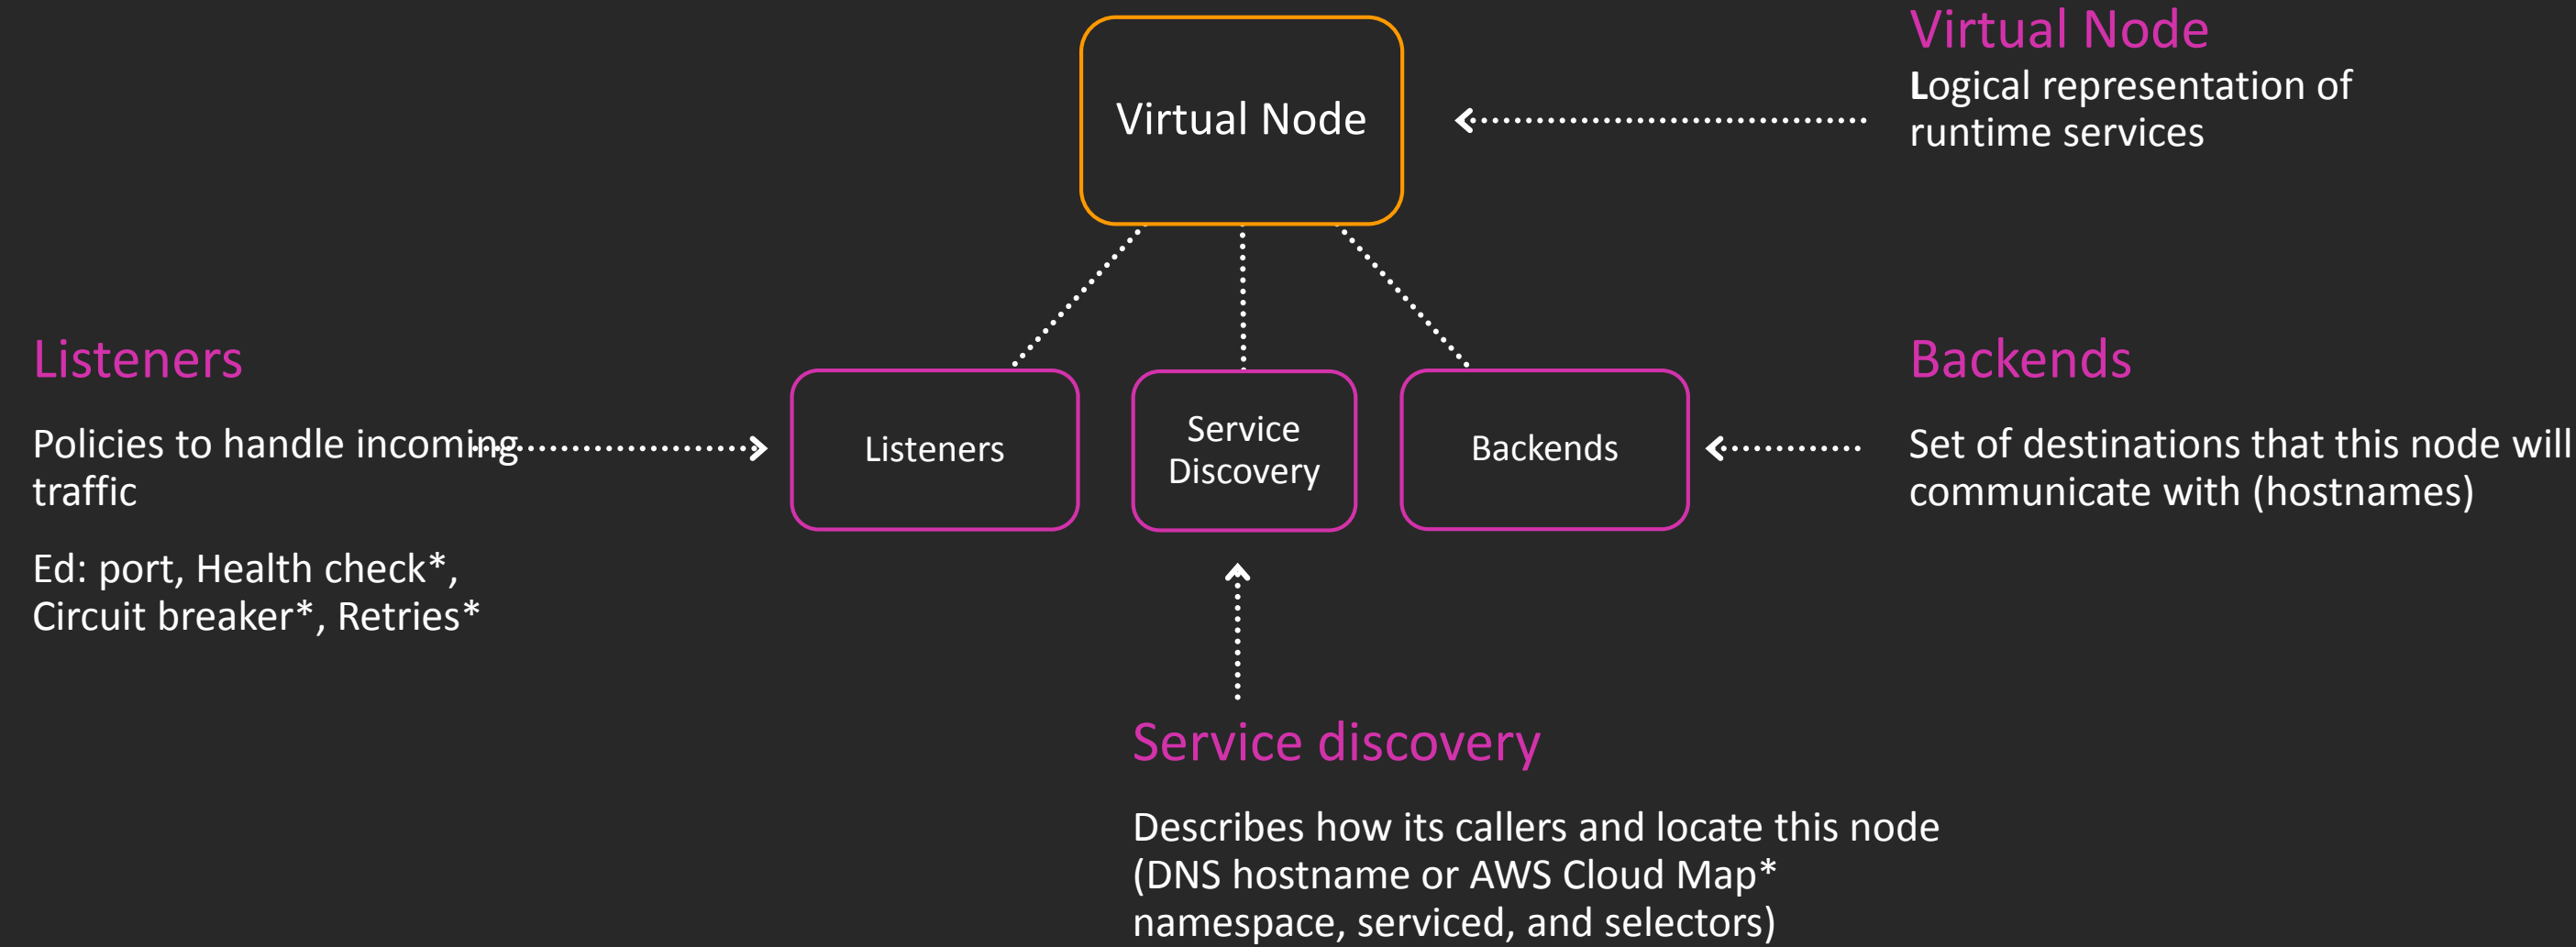 Virtual Node
Virtual Node
Logical representation of
runtime services
Listeners
Policies to handle incoming
traffic
Ed: port, Health check*,
Circuit breaker*, Retries*
Listeners
Service
Discovery
Backends
Backends
Set of destinations that this node will
communicate with (hostnames)
Service discovery
Describes how its callers and locate this node
(DNS hostname or AWS Cloud Map*
namespace, serviced, and selectors)